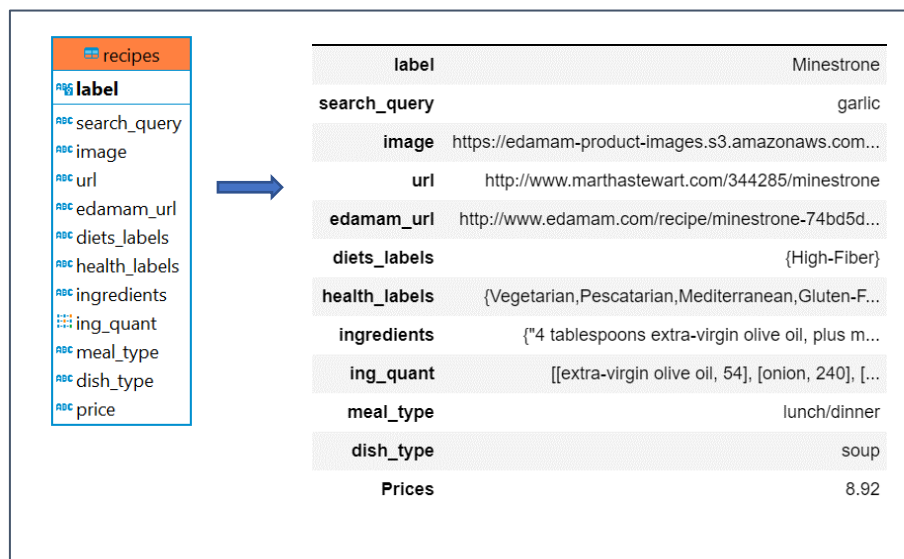 recipes
label
search_query
image
url
edamam_url
diets_labels
health_labels
ingredients
ing_quant
meal_type
dish_type
price
label Minestrone
search_query garlic
image https://edamam-product-images.s3.amazonaws.com...
url http://www.marthastewart.com/344285/minestrone
edamam_url http://www.edamam.com/recipe/minestrone-74bd5d...
diets_labels {High-Fiber}
health_labels {Vegetarian,Pescatarian,Mediterranean,Gluten-F...
ingredients {"4 tablespoons extra-virgin olive oil, plus m...
ing_quant [[extra-virgin olive oil, 54], [onion, 240], [...
meal_type lunch/dinner
dish_type soup
Prices 8.92